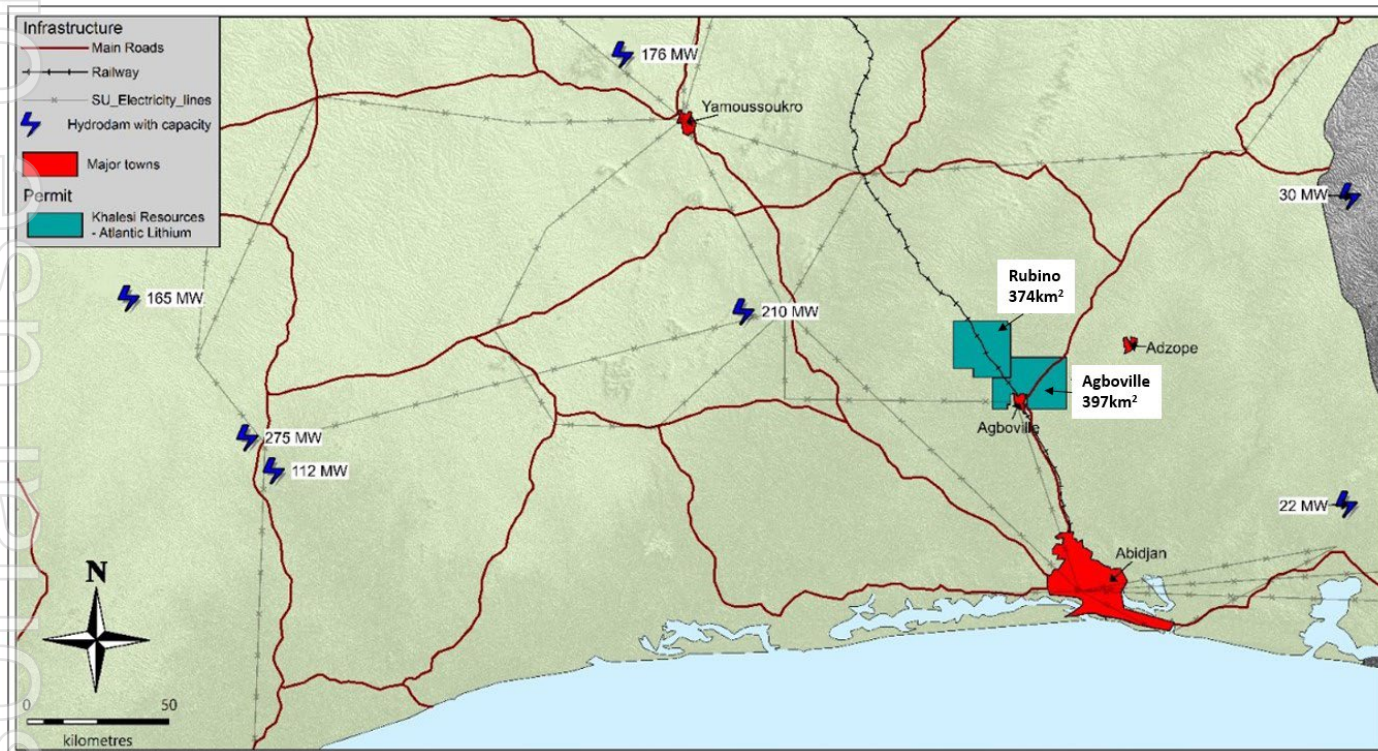 Infrastructure
Main Roads
Railway
SU_Electricity_lines
Hydrodam with capacity
Major towns
Permit
Khalesi Resources
- Atlantic Lithium
176 MW
Yamoussoukro
30 MW
165 MW
210 MW
Rubino
374km²
Adzope
Agboville
397km²
Agboville
275 MW
112 MW
22 MW
Abidjan
N
0 50
kilometres